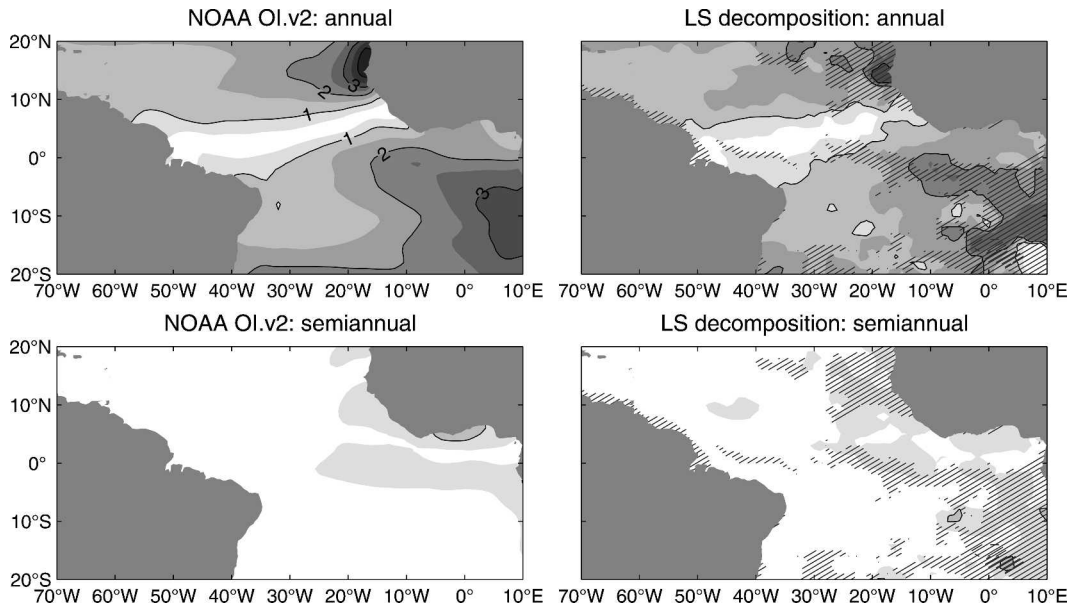 NOAA OI.v2: annual
LS decomposition: annual
20°N
10°N
0°
10°S
20°S
2
3
1
1
2
3
70°W 60°W 50°W 40°W 30°W 20°W 10°W 0° 10°E
70°W 60°W 50°W 40°W 30°W 20°W 10°W 0° 10°E
NOAA OI.v2: semiannual
LS decomposition: semiannual
20°N
10°N
0°
10°S
20°S
70°W 60°W 50°W 40°W 30°W 20°W 10°W 0° 10°E
70°W 60°W 50°W 40°W 30°W 20°W 10°W 0° 10°E